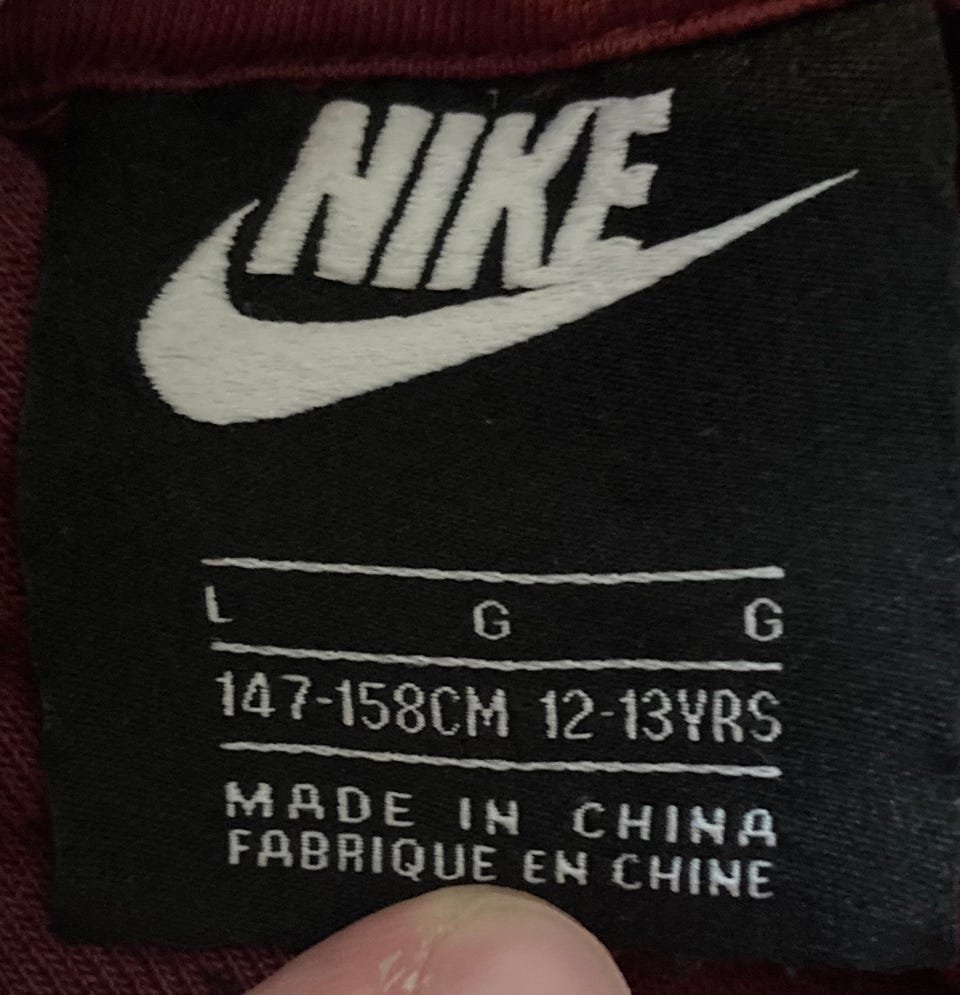 NIKE
L G G
147-158CM 12-13YRS
MADE IN CHINA
FABRIQUE EN CHINE